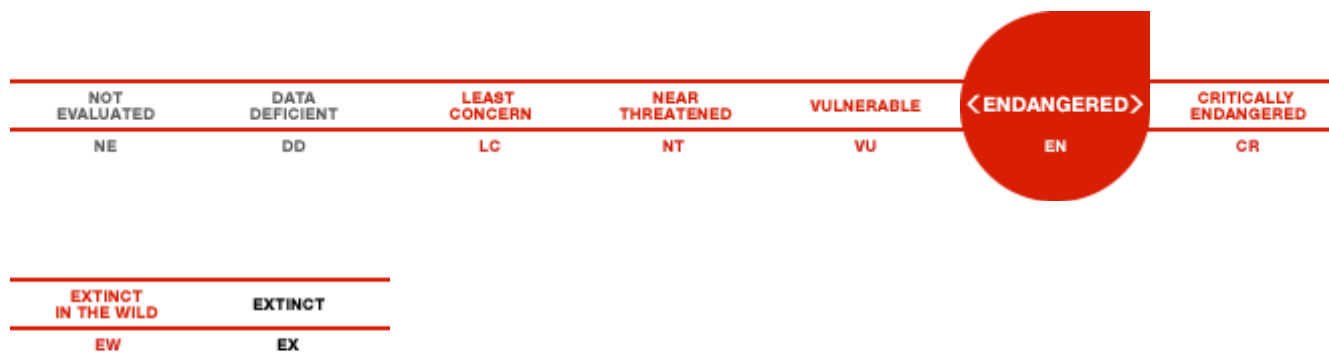 NOT
EVALUATED
NE
DATA
DEFICIENT
DD
LEAST
CONCERN
LC
NEAR
THREATENED
NT
VULNERABLE
VU
<ENDANGERED>
EN
CRITICALLY
ENDANGERED
CR
EXTINCT
IN THE WILD
EW
EXTINCT
EX